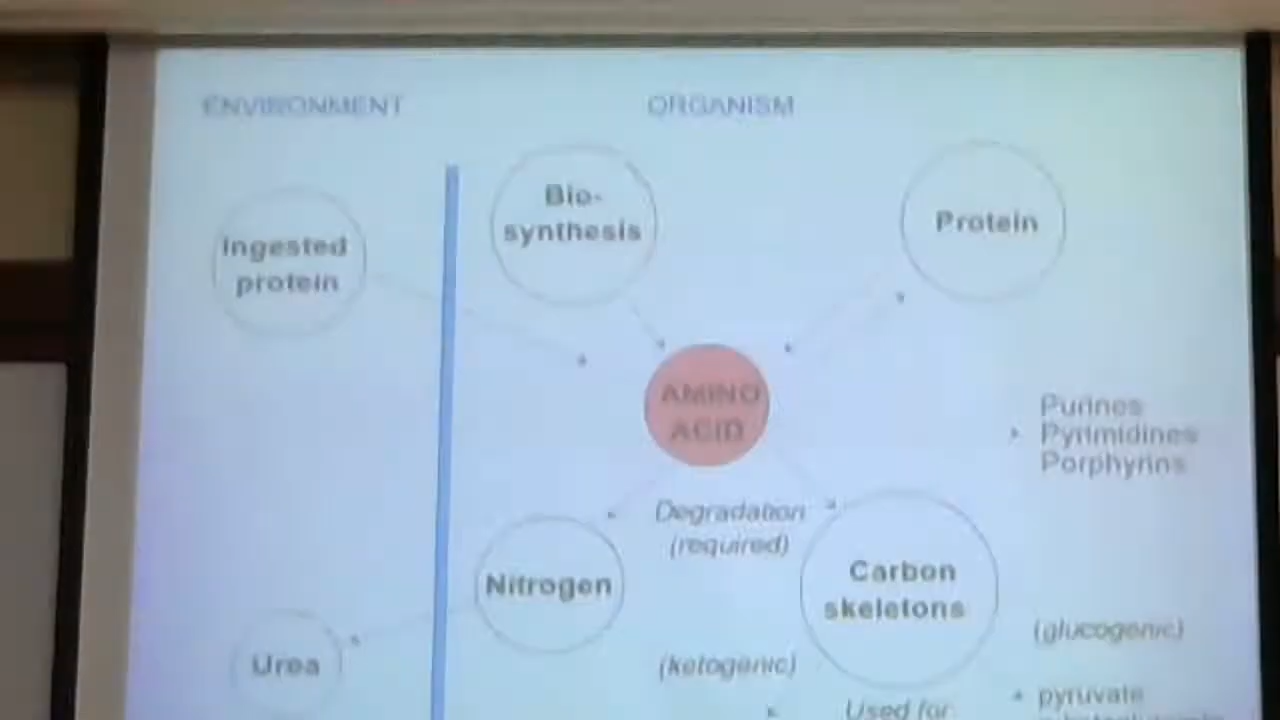 ENVIRONMENT
ORGANISM
Bio-
synthesis
Protein
Ingested
protein
AMINO
ACID
Purines
Pyrimidines
Porphyrins
Degradation
(required)
Nitrogen
Carbon
skeletons
(glucogenic)
Urea
(ketogenic)
pyruvate
Used for